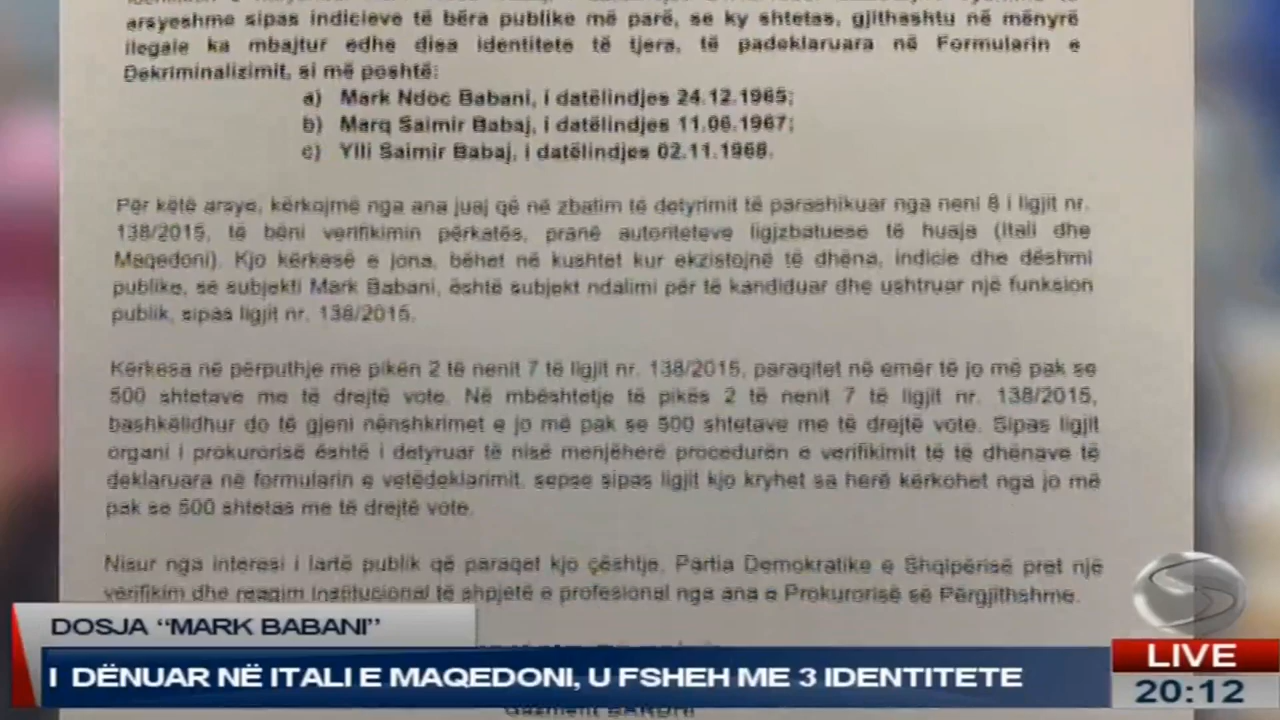 arsyeshme sipas indicieve të bëra publike më parë, se ky shtetas, gjithashtu në mënyrë
ilegale ka mbajtur edhe disa identitete të tjera, të padeklaruara në Formularin e
Dekriminalizimit, si më poshtë:
a) Mark Ndoc Babani, i datëlindjes 24.12.1965;
b) Marq Saimir Babaj, i datëlindjes 11.06.1967;
c) Ylli Saimir Babaj, i datëlindjes 02.11.1968.
Për këtë arsye, kërkojmë nga ana juaj që në zbatim të detyrimit të parashikuar nga neni 8 i ligjit nr.
138/2015, të bëni verifikimin përkatës, pranë autoriteteve ligjzbatuese të huaja (Itali dhe
Maqedoni). Kjo kërkesë e jona, bëhet në kushtet kur ekzistojnë të dhëna, indicie dhe dëshmi
publike, se subjekti Mark Babani, është subjekt ndalimi për të kandiduar dhe ushtruar një funksion
publik, sipas ligjit nr. 138/2015.
Kërkesa në përputhje me pikën 2 të nenit 7 të ligjit nr. 138/2015, paraqitet në emër të jo më pak se
500 shtetave me të drejtë vote. Në mbështetje të pikës 2 të nenit 7 të ligjit nr. 138/2015,
bashkëlidhur do të gjeni nënshkrimet e jo më pak se 500 shtetave me të drejtë vote. Sipas ligjit
organi i prokurorisë është i detyruar të nisë menjëherë procedurën e verifikimit të të dhënave të
deklaruara në formularin e vetëdeklarimit, sepse sipas ligjit kjo kryhet sa herë kërkohet nga jo më
pak se 500 shtetas me të drejtë vote.
Nisur nga interesi i lartë publik që paraqet kjo çështje, Partia Demokratike e Shqipërisë pret një
verifikim dhe reagim institucional të shpjetë e profesional nga ana e Prokurorisë së Përgjithshme.
DOSJA “MARK BABANI”
I DËNUAR NË ITALI E MAQEDONI, U FSHEH ME 3 IDENTITETE
LIVE
20:12